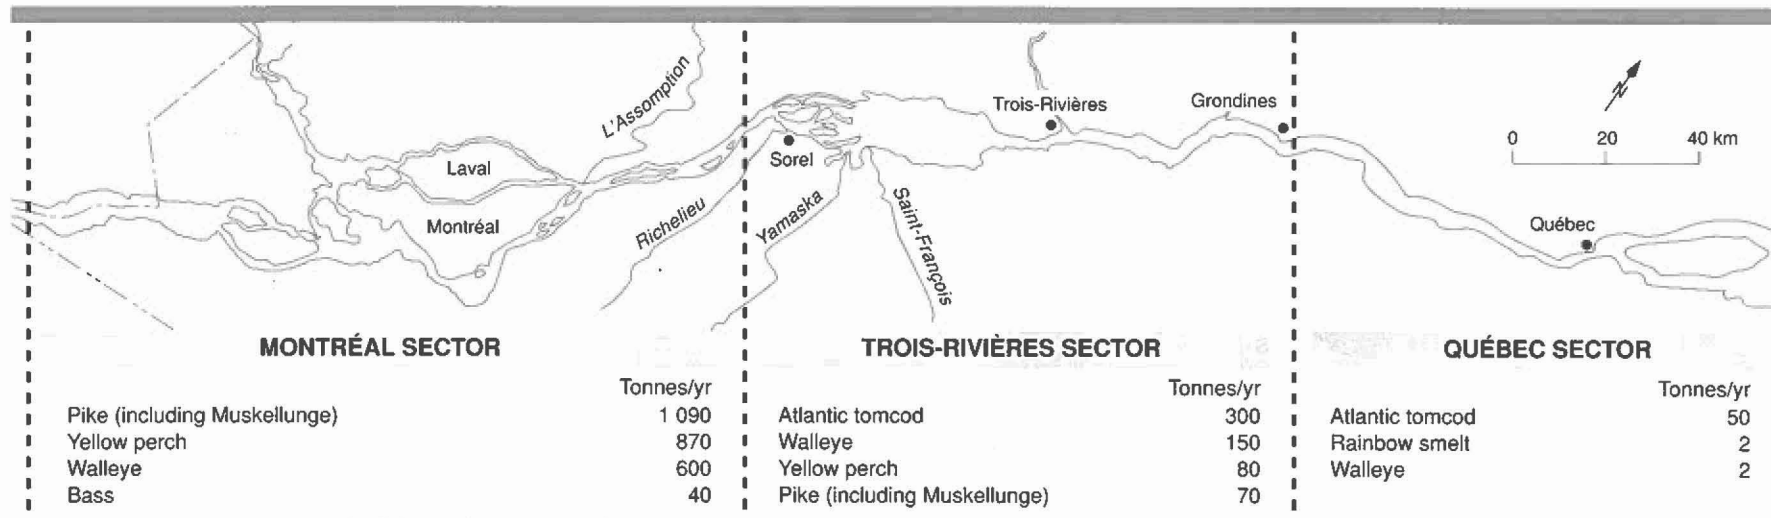 L'Assomption
Trois-Rivières
Grondines
N
0 20 40 km
Laval
Sorel
Montréal
Richelieu
Yamaska
Saint-François
Québec
MONTRÉAL SECTOR
Tonnes/yr
Pike (including Muskellunge) 1 090
Yellow perch 870
Walleye 600
Bass 40
TROIS-RIVIÈRES SECTOR
Tonnes/yr
Atlantic tomcod 300
Walleye 150
Yellow perch 80
Pike (including Muskellunge) 70
QUÉBEC SECTOR
Tonnes/yr
Atlantic tomcod 50
Rainbow smelt 2
Walleye 2